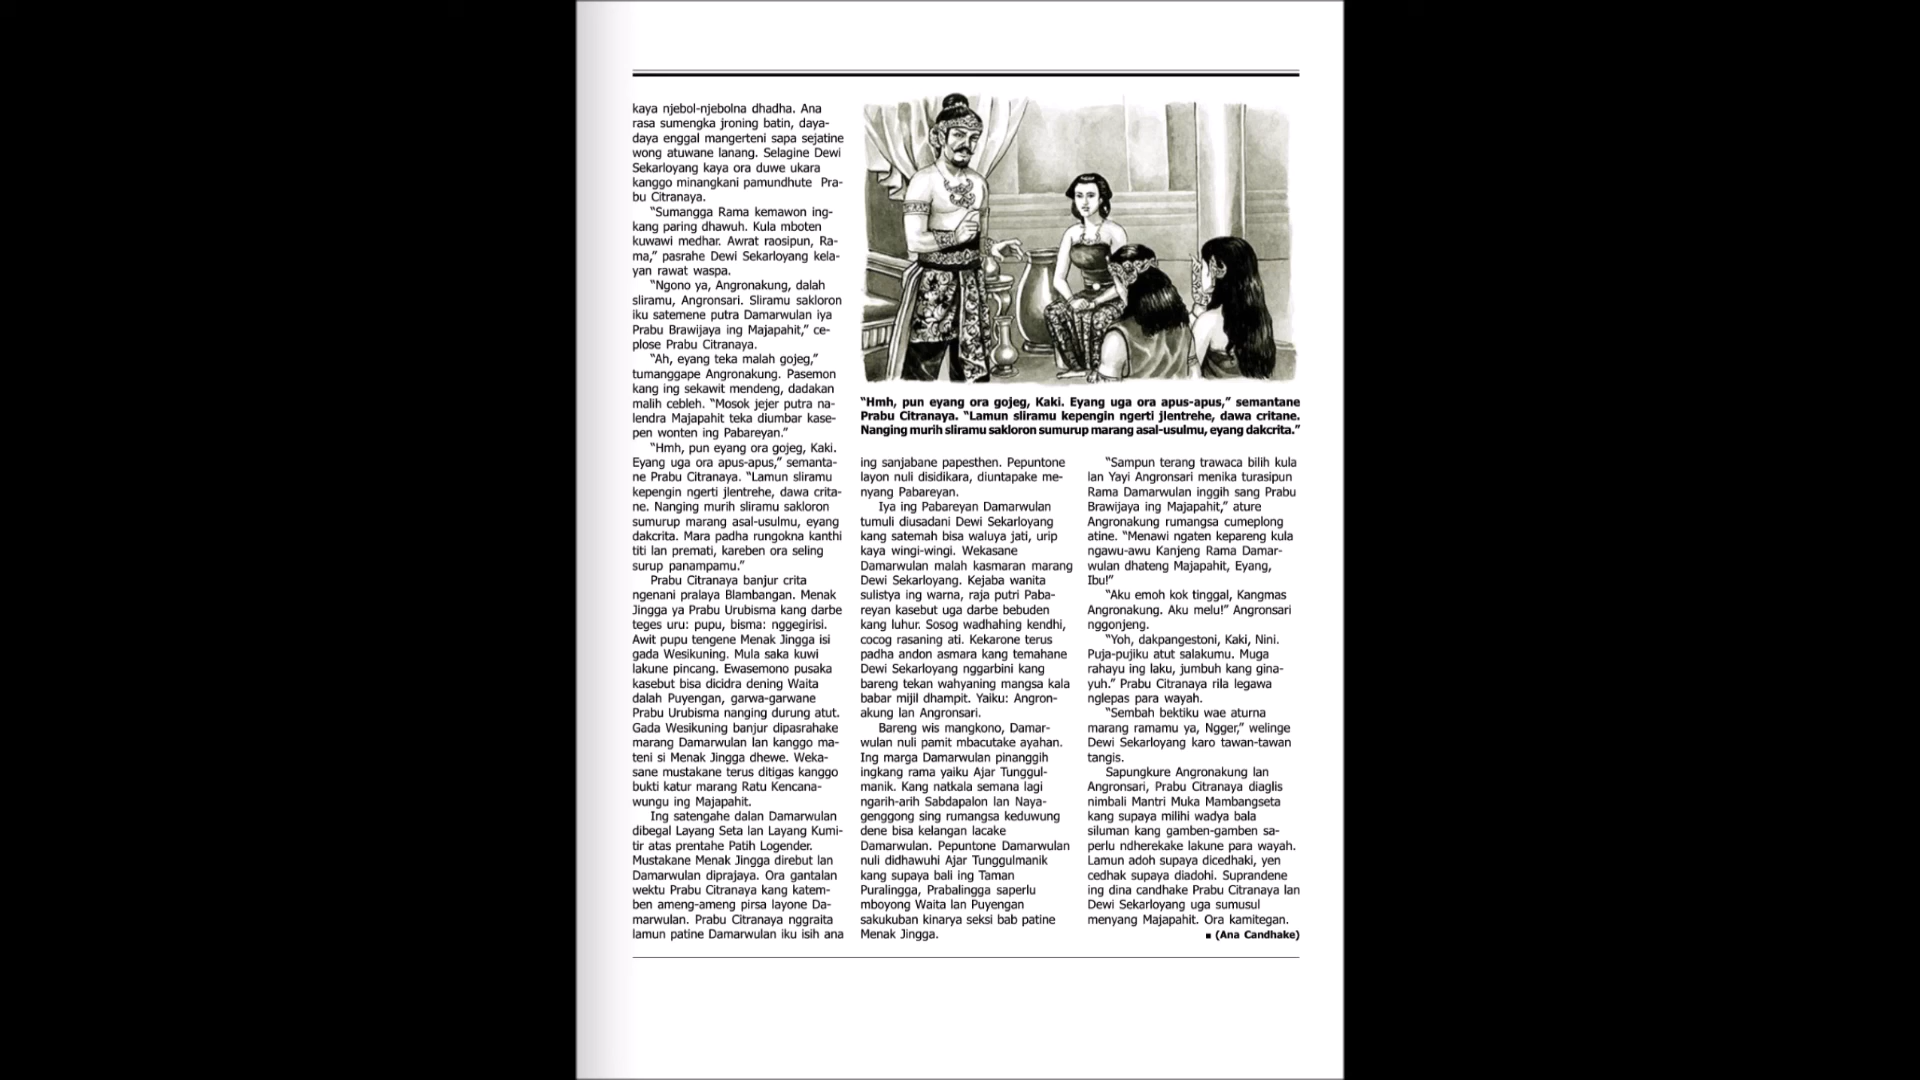 kaya njebol-njebolna dhadha. Ana
rasa sumengka jroning batin, daya-
daya enggal mangerteni sapa sejatine
wong atuwane lanang. Selagine Dewi
Sekarloyang kaya ora duwe ukara
kanggo minangkani pamundhute Pra-
bu Citranaya.
“Sumangga Rama kemawon ing-
kang paring dhawuh. Kula mboten
kuwawi medhar. Awrat raosipun, Ra-
ma,” pasrahe Dewi Sekarloyang kela-
yan rawat waspa.
“Ngono ya, Angronakung, dalah
sliramu, Angronsari. Sliramu sakloron
iku satemene putra Damarwulan iya
Prabu Brawijaya ing Majapahit,” ce-
plose Prabu Citranaya.
“Ah, eyang teka malah gojeg,”
tumanggape Angronakung. Pasemon
kang ing sekawit mendeng, dadakan
malih cebleh. “Mosok jejer putra na-
lendra Majapahit teka diumbar kase-
pen wonten ing Pabareyan.”
“Hmh, pun eyang ora gojeg, Kaki.
Eyang uga ora apus-apus,” semanta-
ne Prabu Citranaya. “Lamun sliramu
kepengin ngerti jlentrehe, dawa crita-
ne. Nanging murih sliramu sakloron
sumurup marang asal-usulmu, eyang
dakcrita. Mara padha rungokna kanthi
titi lan premati, kareben ora seling
surup panampamu.”
Prabu Citranaya banjur crita
ngenani pralaya Blambangan. Menak
Jingga ya Prabu Urubisma kang darbe
teges uru: pupu, bisma: nggegirisi.
Awit pupu tengene Menak Jingga isi
gada Wesikuning. Mula saka kuwi
lakune pincang. Ewasemono pusaka
kasebut bisa dicidra dening Waita
dalah Puyengan, garwa-garwane
Prabu Urubisma nanging durung atut.
Gada Wesikuning banjur dipasrahake
marang Damarwulan lan kanggo ma-
teni si Menak Jingga dhewe. Weka-
sane mustakane terus ditigas kanggo
bukti katur marang Ratu Kencana-
wungu ing Majapahit.
Ing satengahe dalan Damarwulan
dibegal Layang Seta lan Layang Kumi-
tir atas prentahe Patih Logender.
Mustakane Menak Jingga direbut lan
Damarwulan diprajaya. Ora gantalan
wektu Prabu Citranaya kang katem-
ben ameng-ameng pirsa layone Da-
marwulan. Prabu Citranaya nggraita
lamun patine Damarwulan iku isih ana
“Hmh, pun eyang ora gojeg, Kaki. Eyang uga ora apus-apus,” semantane
Prabu Citranaya. “Lamun sliramu kepengin ngerti jlentrehe, dawa critane.
Nanging murih sliramu sakloron sumurup marang asal-usulmu, eyang dakcrita.”
ing sanjabane papesthen. Pepuntone
layon nuli disidikara, diuntapake me-
nyang Pabareyan.
Iya ing Pabareyan Damarwulan
tumuli diusadani Dewi Sekarloyang
kang satemah bisa waluya jati, urip
kaya wingi-wingi. Wekasane
Damarwulan malah kasmaran marang
Dewi Sekarloyang. Kejaba wanita
sulistya ing warna, raja putri Paba-
reyan kasebut uga darbe bebuden
kang luhur. Sosog wadhahing kendhi,
cocog rasaning ati. Kekarone terus
padha andon asmara kang temahane
Dewi Sekarloyang nggarbini kang
bareng tekan wahyaning mangsa kala
babar mijil dhampit. Yaiku: Angron-
akung lan Angronsari.
Bareng wis mangkono, Damar-
wulan nuli pamit mbacutake ayahan.
Ing marga Damarwulan pinanggih
ingkang rama yaiku Ajar Tunggul-
manik. Kang natkala semana lagi
ngarih-arih Sabdapalon lan Naya-
genggong sing rumangsa keduwung
dene bisa kelangan lacake
Damarwulan. Pepuntone Damarwulan
nuli didhawuhi Ajar Tunggulmanik
kang supaya bali ing Taman
Puralingga, Prabalingga saperlu
mboyong Waita lan Puyengan
sakukuban kinarya seksi bab patine
Menak Jingga.
“Sampun terang trawaca bilih kula
lan Yayi Angronsari menika turasipun
Rama Damarwulan inggih sang Prabu
Brawijaya ing Majapahit,” ature
Angronakung rumangsa cumeplong
atine. “Menawi ngaten kepareng kula
ngawu-awu Kanjeng Rama Damar-
wulan dhateng Majapahit, Eyang,
Ibu!”
“Aku emoh kok tinggal, Kangmas
Angronakung. Aku melu!” Angronsari
nggonjeng.
“Yoh, dakpangestoni, Kaki, Nini.
Puja-pujiku atut salakumu. Muga
rahayu ing laku, jumbuh kang gina-
yuh.” Prabu Citranaya rila legawa
nglepas para wayah.
“Sembah bektiku wae aturna
marang ramamu ya, Ngger,” welinge
Dewi Sekarloyang karo tawan-tawan
tangis.
Sapungkure Angronakung lan
Angronsari, Prabu Citranaya diaglis
nimbali Mantri Muka Mambangseta
kang supaya milihi wadya bala
siluman kang gamben-gamben sa-
perlu ndherekake lakune para wayah.
Lamun adoh supaya dicedhaki, yen
cedhak supaya diadohi. Suprandene
ing dina candhake Prabu Citranaya lan
Dewi Sekarloyang uga sumusul
menyang Majapahit. Ora kamitegan.
▪ (Ana Candhake)